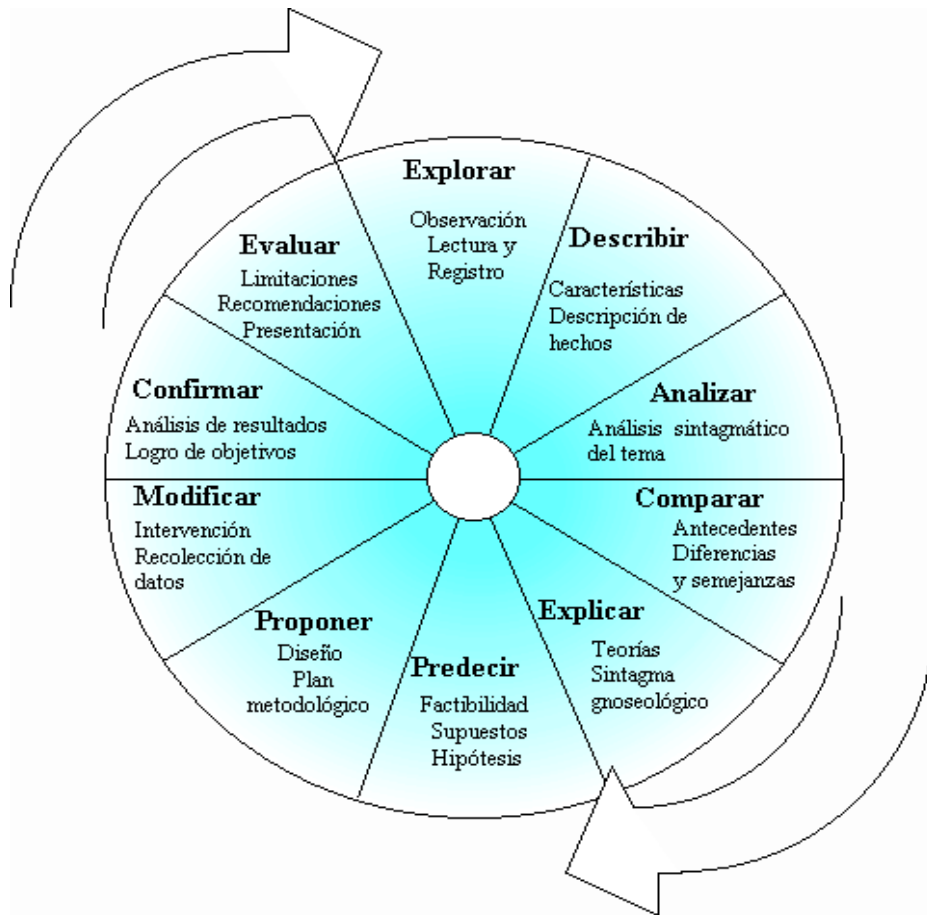 Explorar
Observación
Lectura y
Registro
Describir
Características
Descripción de
hechos
Analizar
Análisis sintagmático
del tema
Comparar
Antecedentes
Diferencias
y semejanzas
Explicar
Teorías
Sintagma
gnoseológico
Predecir
Factibilidad
Supuestos
Hipótesis
Proponer
Diseño
Plan
metodológico
Modificar
Intervención
Recolección de
datos
Confirmar
Análisis de resultados
Logro de objetivos
Evaluar
Limitaciones
Recomendaciones
Presentación